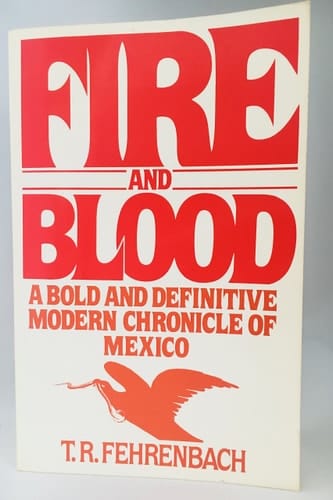 FIRE
AND
BLOOD
A BOLD AND DEFINITIVE
MODERN CHRONICLE OF
MEXICO
T.R. FEHRENBACH